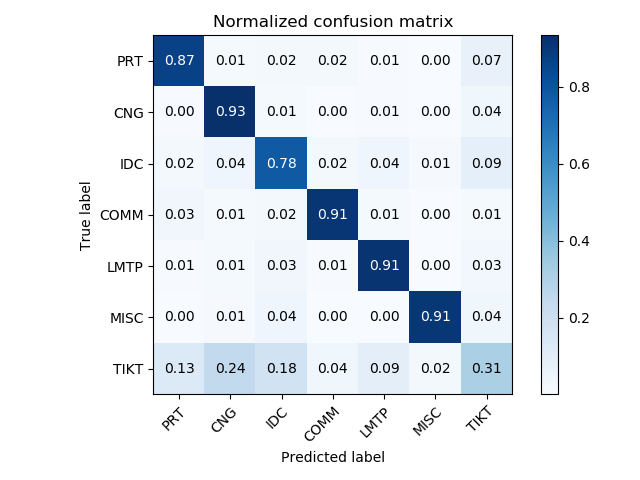 Normalized confusion matrix
PRT 0.87 0.01 0.02 0.02 0.01 0.00 0.07
CNG 0.00 0.93 0.01 0.00 0.01 0.00 0.04
IDC 0.02 0.04 0.78 0.02 0.04 0.01 0.09
COMM 0.03 0.01 0.02 0.91 0.01 0.00 0.01
LMTP 0.01 0.01 0.03 0.01 0.91 0.00 0.03
MISC 0.00 0.01 0.04 0.00 0.00 0.91 0.04
TIKT 0.13 0.24 0.18 0.04 0.09 0.02 0.31
PRT CNG IDC COMM LMTP MISC TIKT
Predicted label
True label
0.8
0.6
0.4
0.2